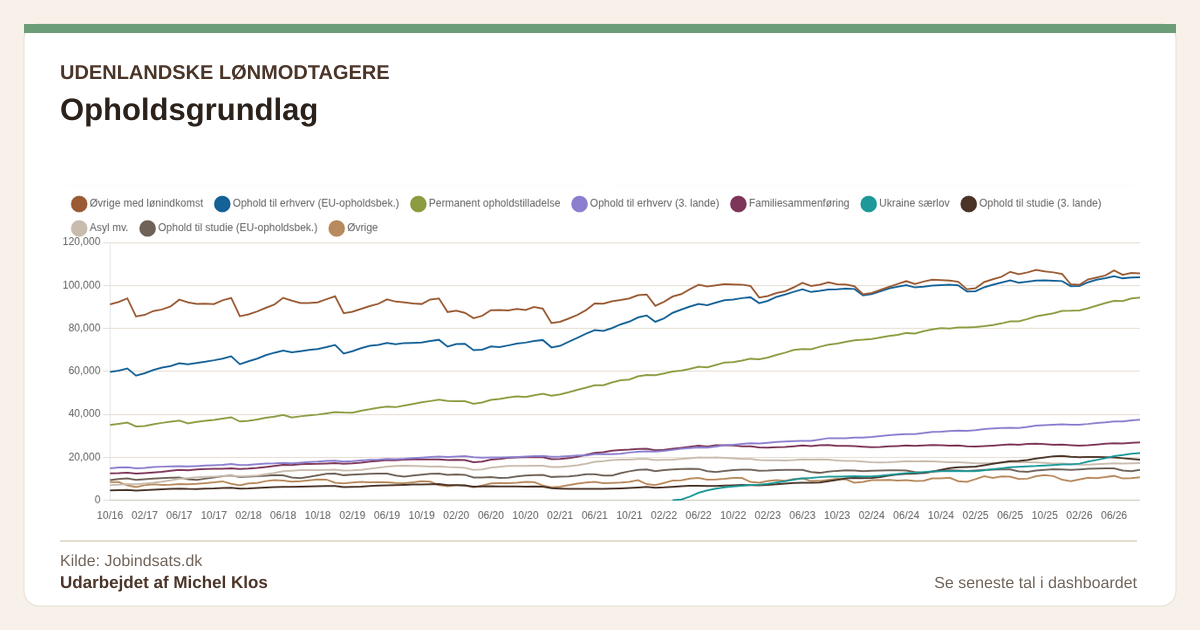 UDENLANDSKE LØNMODTAGERE
Opholdsgrundlag
Øvrige med lønindkomst Ophold til erhverv (EU-opholdsbek.) Permanent opholdstilladelse Ophold til erhverv (3. lande) Familiesammenføring Ukraine særlov Ophold til studie (3. lande)
Asyl mv. Ophold til studie (EU-opholdsbek.) Øvrige
120,000
100,000
80,000
60,000
40,000
20,000
0
10/16 02/17 06/17 10/17 02/18 06/18 10/18 02/19 06/19 10/19 02/20 06/20 10/20 02/21 06/21 10/21 02/22 06/22 10/22 02/23 06/23 10/23 02/24 06/24 10/24 02/25 06/25 10/25 02/26 06/26
Kilde: Jobindsats.dk
Udarbejdet af Michel Klos
Se seneste tal i dashboardet